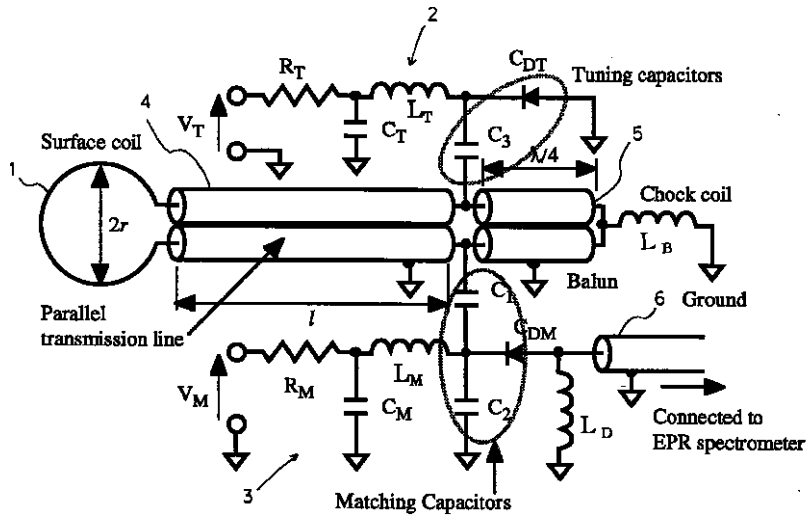 2
R_T
C_DT
Tuning capacitors
4
V_T
L_T
C_T
C_3
λ/4
5
Surface coil
1
Chock coil
2r
L_B
Balun
Ground
C_1
6
Parallel
transmission line
l
C_DM
V_M
R_M
L_M
C_M
C_2
L_D
Connected to
EPR spectrometer
3
Matching Capacitors